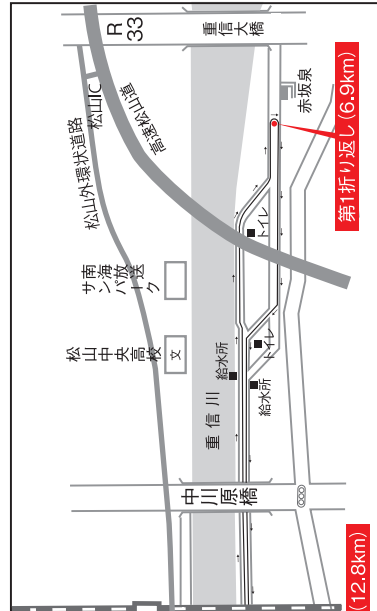 R
33
重信大橋
松山IC
高速松山道
松山外環状道路
赤坂泉
第1折り返し(6.9km)
トイレ
南海放送
サンパーク
松山中央高校
文
トイレ
給水所
給水所
重信川
中川原橋
(12.8km)